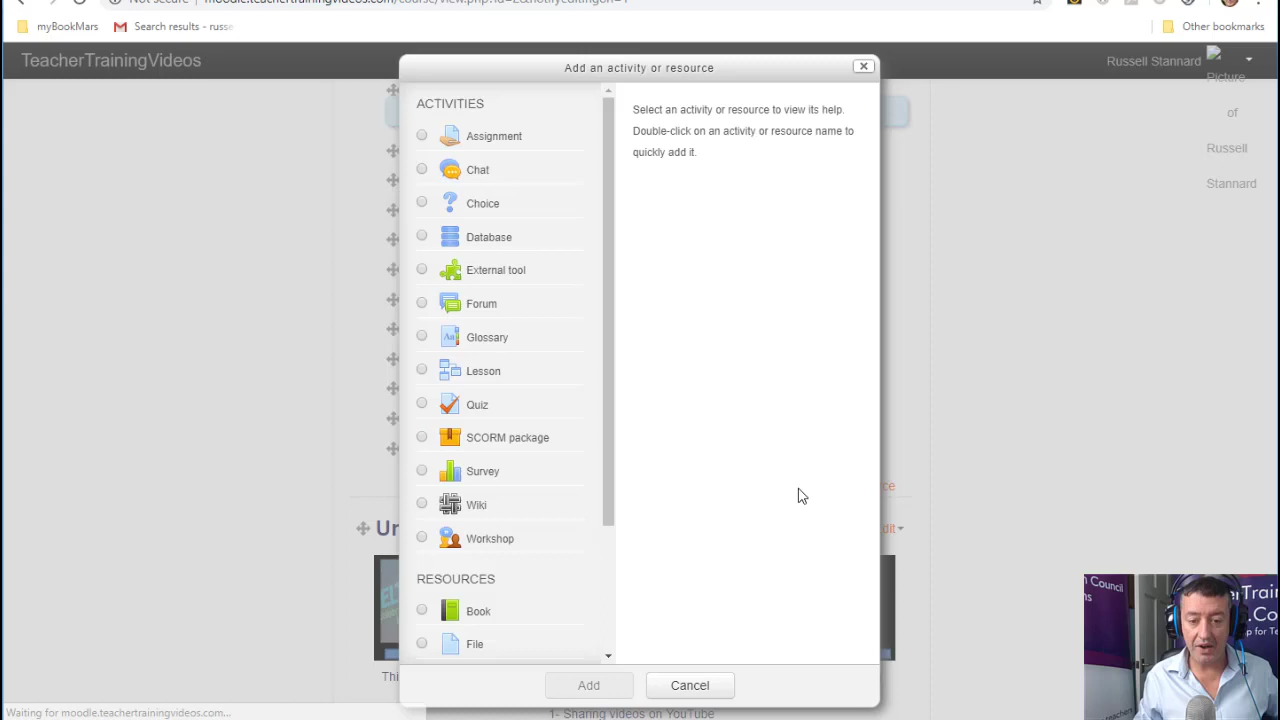 Not secure
moodle.teachertrainingvideos.com/course/view.php?id=2&notifyeditingon=1
myBookMars
Search results - russe
Other bookmarks
TeacherTrainingVideos
Add an activity or resource
Russell Stannard
Picture
of
Russell
Stannard
ACTIVITIES
Select an activity or resource to view its help.
Double-click on an activity or resource name to
quickly add it.
Assignment
Chat
Choice
Database
External tool
Forum
Glossary
Lesson
Quiz
SCORM package
Survey
Wiki
Workshop
RESOURCES
Book
File
Add
Cancel
Un
Thi
Waiting for moodle.teachertrainingvideos.com...
1- Sharing videos on YouTube
Council